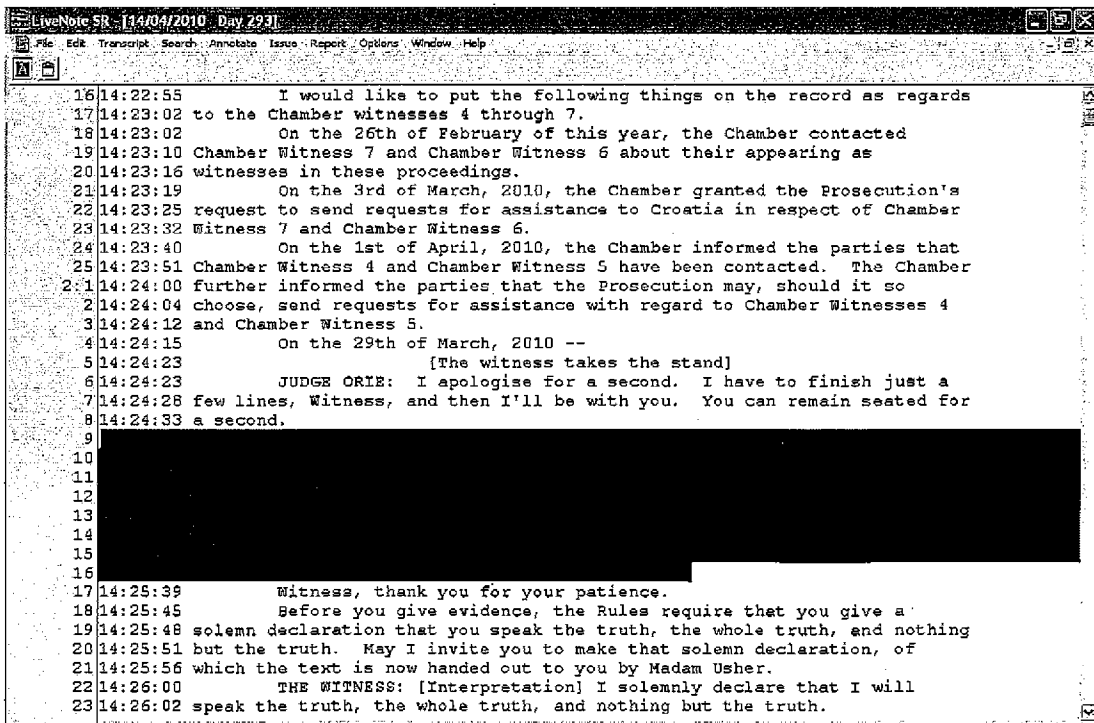 LiveNote SR - [14/04/2010 Day 293]
File Edit Transcript Search Annotate Issue Report Options Window Help
16 14:22:55 I would like to put the following things on the record as regards
17 14:23:02 to the Chamber witnesses 4 through 7.
18 14:23:02 On the 26th of February of this year, the Chamber contacted
19 14:23:10 Chamber Witness 7 and Chamber Witness 6 about their appearing as
20 14:23:16 witnesses in these proceedings.
21 14:23:19 On the 3rd of March, 2010, the Chamber granted the Prosecution's
22 14:23:25 request to send requests for assistance to Croatia in respect of Chamber
23 14:23:32 Witness 7 and Chamber Witness 6.
24 14:23:40 On the 1st of April, 2010, the Chamber informed the parties that
25 14:23:51 Chamber Witness 4 and Chamber Witness 5 have been contacted. The Chamber
2:1 14:24:00 further informed the parties that the Prosecution may, should it so
2 14:24:04 choose, send requests for assistance with regard to Chamber Witnesses 4
3 14:24:12 and Chamber Witness 5.
4 14:24:15 On the 29th of March, 2010 --
5 14:24:23 [The witness takes the stand]
6 14:24:23 JUDGE ORIE: I apologise for a second. I have to finish just a
7 14:24:28 few lines, Witness, and then I'll be with you. You can remain seated for
8 14:24:33 a second.
9
10
11
12
13
14
15
16
17 14:25:39 Witness, thank you for your patience.
18 14:25:45 Before you give evidence, the Rules require that you give a
19 14:25:48 solemn declaration that you speak the truth, the whole truth, and nothing
20 14:25:51 but the truth. May I invite you to make that solemn declaration, of
21 14:25:56 which the text is now handed out to you by Madam Usher.
22 14:26:00 THE WITNESS: [Interpretation] I solemnly declare that I will
23 14:26:02 speak the truth, the whole truth, and nothing but the truth.